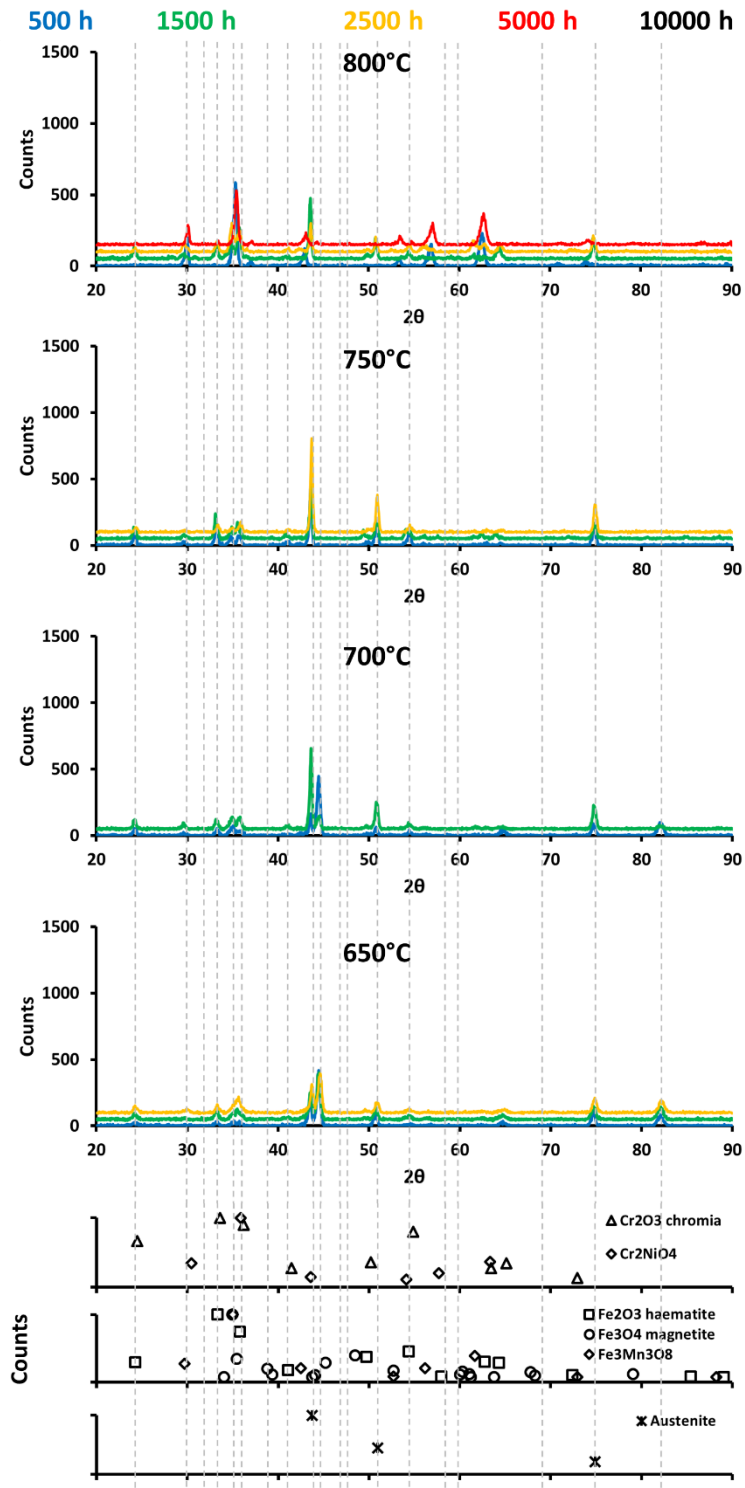 500 h 1500 h 2500 h 5000 h 10000 h
800°C
1500
1000
500
0
Counts
20 30 40 50 60 70 80 90
2θ
750°C
1500
1000
500
0
Counts
20 30 40 50 60 70 80 90
2θ
700°C
1500
1000
500
0
Counts
20 30 40 50 60 70 80 90
2θ
650°C
1500
1000
500
0
Counts
20 30 40 50 60 70 80 90
2θ
Cr2O3 chromia
Cr2NiO4
Counts
Fe2O3 haematite
Fe3O4 magnetite
Fe3Mn3O8
Austenite